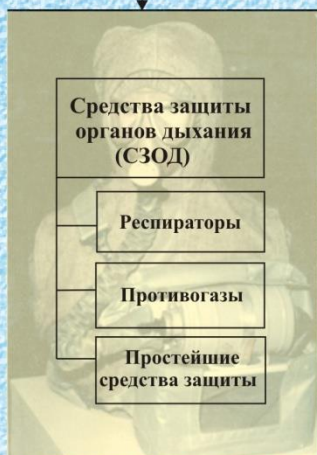 Средства защиты
органов дыхания
(СЗОД)
Респираторы
Противогазы
Простейшие
средства защиты